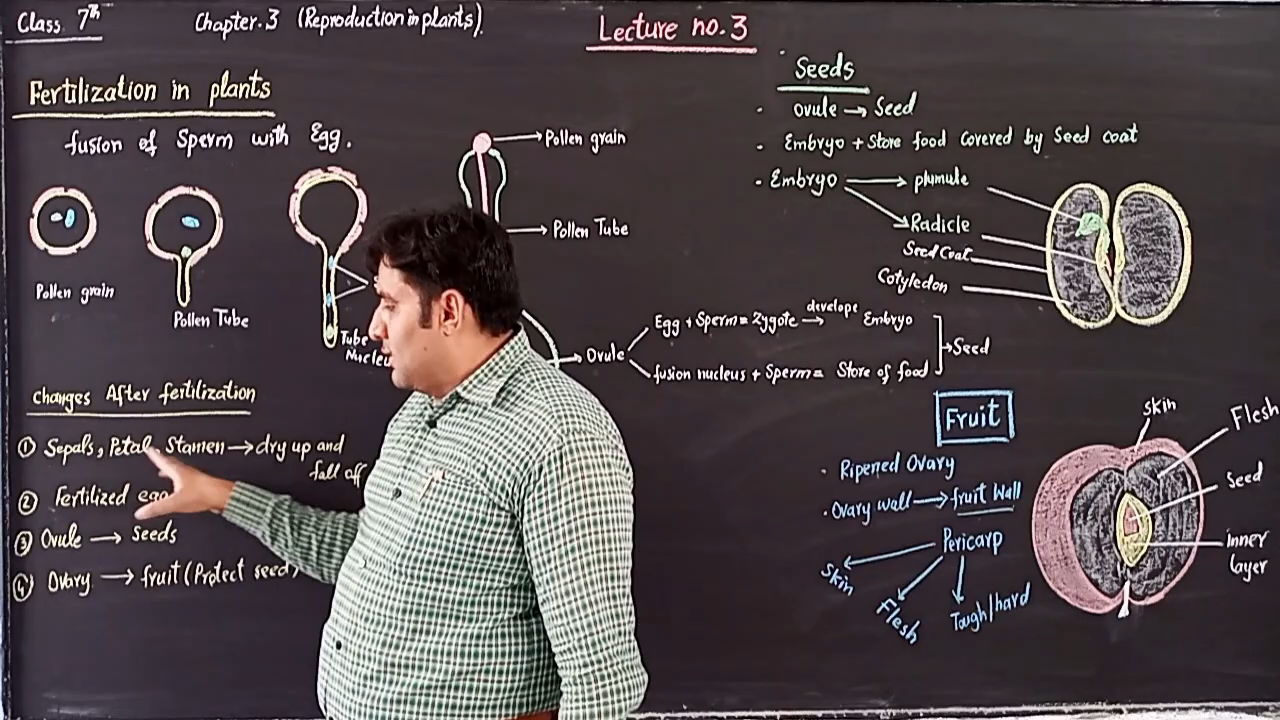 Class 7th
Chapter.3 (Reproduction in plants).
Lecture no.3
Fertilization in plants
fusion of Sperm with Egg.
Pollen grain
Pollen Tube
Tube
Pollen grain
Pollen Tube
Ovule
Egg + Sperm = Zygote → develope Embryo
fusion nucleus + Sperm = Store of food
→ Seed
Changes After fertilization
① Sepals, Petal, Stamen → dry up and
fall off
② Fertilized egg
③ Ovule → Seeds
④ Ovary → fruit (Protect seed)
Seeds
· Ovule → Seed
- Embryo + Store food covered by Seed coat
- Embryo → plumule
→ Radicle
Seed Coat
Cotyledon
Fruit
· Ripened Ovary
· Ovary wall → fruit Wall
Pericarp
Skin
Flesh
Tough/hard
Skin
Flesh
Seed
inner
layer